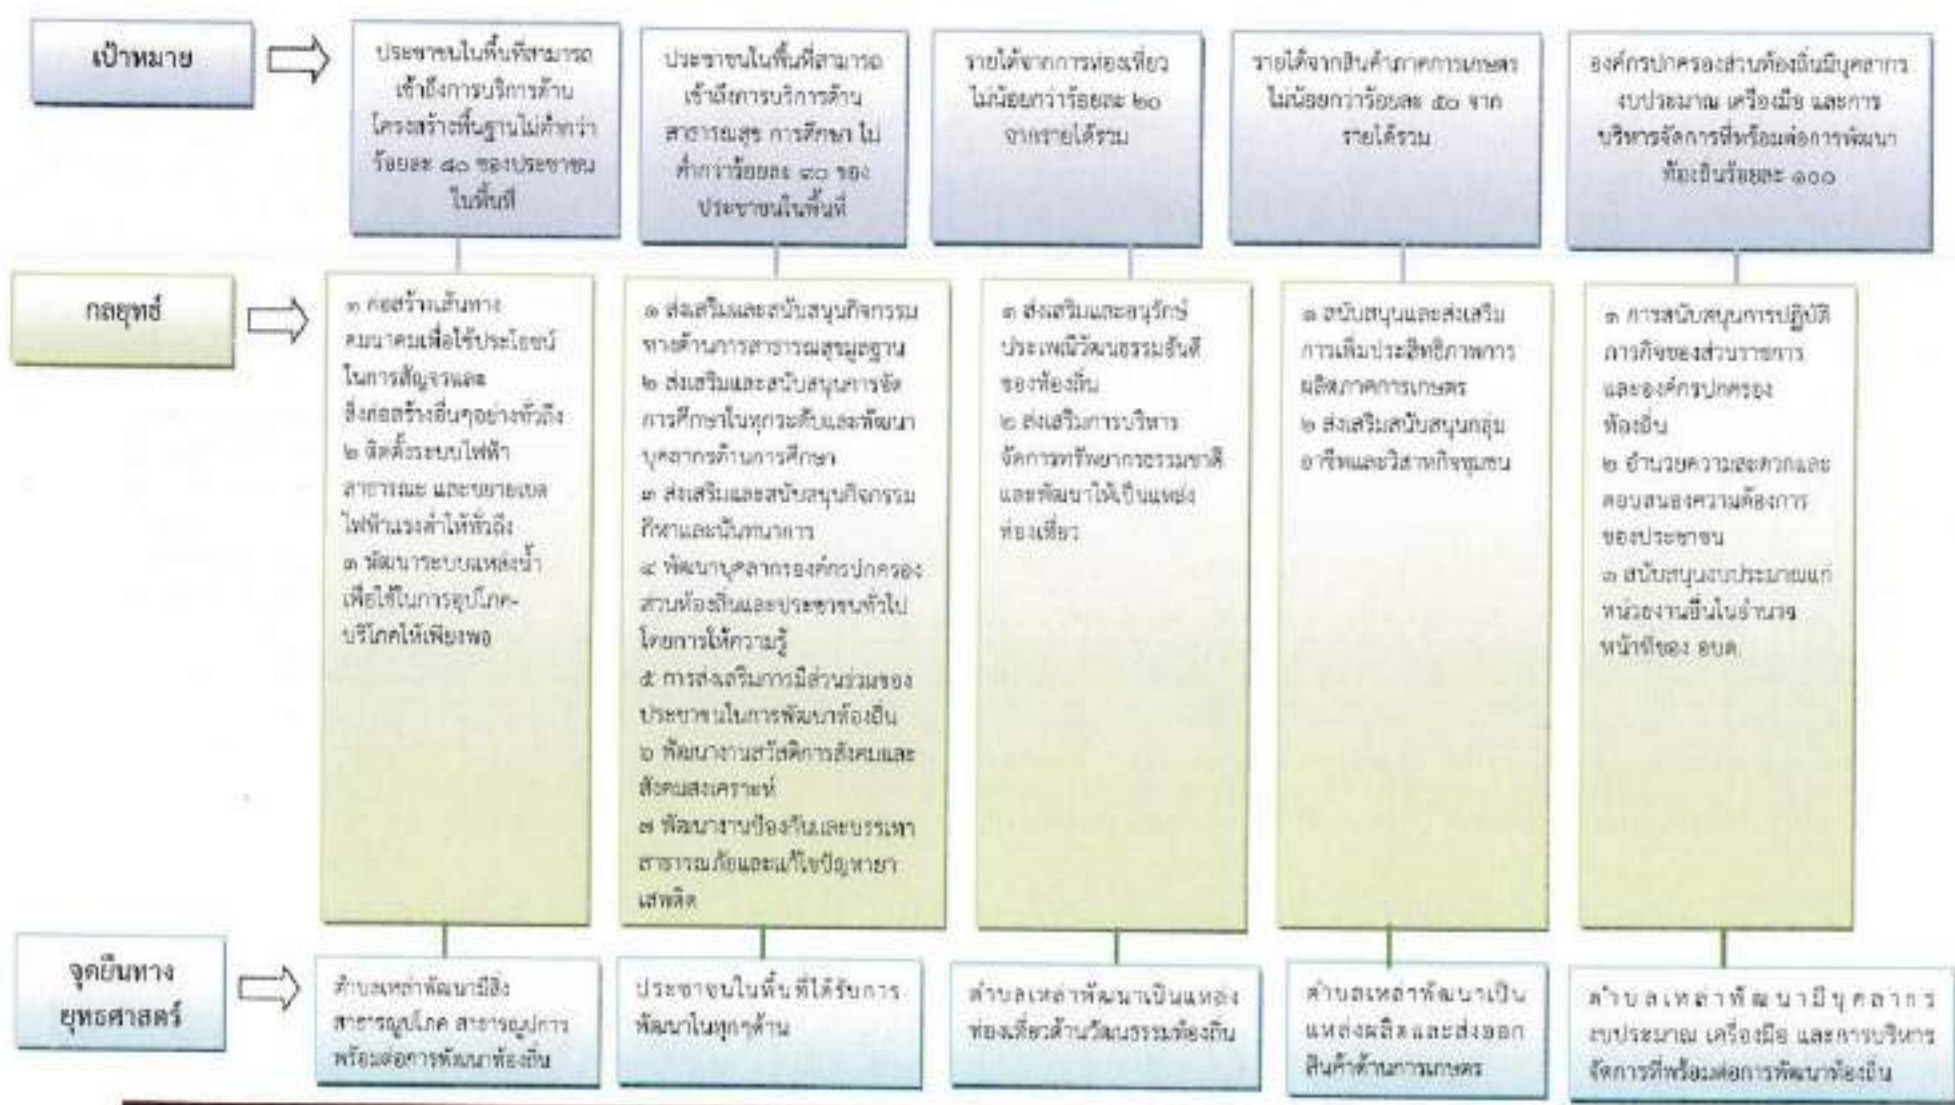 เป้าหมาย
ประชาชนในพื้นที่สามารถ
เข้าถึงการบริการด้าน
โครงสร้างพื้นฐานไม่ต่ำกว่า
ร้อยละ ๘๐ ของประชาชน
ในพื้นที่
ประชาชนในพื้นที่สามารถ
เข้าถึงการบริการด้าน
สาธารณสุข การศึกษา ไม่
ต่ำกว่าร้อยละ ๙๐ ของ
ประชาชนในพื้นที่
รายได้จากการท่องเที่ยว
ไม่น้อยกว่าร้อยละ ๒๐
จากรายได้รวม
รายได้จากสินค้าภาคการเกษตร
ไม่น้อยกว่าร้อยละ ๕๐ จาก
รายได้รวม
องค์กรปกครองส่วนท้องถิ่นมีบุคลากร
งบประมาณ เครื่องมือ และการ
บริหารจัดการที่พร้อมต่อการพัฒนา
ท้องถิ่นร้อยละ ๑๐๐
กลยุทธ์
๑ ก่อสร้างเส้นทาง
คมนาคมเพื่อใช้ประโยชน์
ในการสัญจรและ
สิ่งก่อสร้างอื่นๆอย่างทั่วถึง
๒ ติดตั้งระบบไฟฟ้า
สาธารณะ และขยายเขต
ไฟฟ้าแรงต่ำให้ทั่วถึง
๓ พัฒนาระบบแหล่งน้ำ
เพื่อใช้ในการอุปโภค-
บริโภคให้เพียงพอ
๑ ส่งเสริมและสนับสนุนกิจกรรม
ทางด้านการสาธารณสุขมูลฐาน
๒ ส่งเสริมและสนับสนุนการจัด
การศึกษาในทุกระดับและพัฒนา
บุคลากรด้านการศึกษา
๓ ส่งเสริมและสนับสนุนกิจกรรม
กีฬาและนันทนาการ
๔ พัฒนาบุคลากรองค์กรปกครอง
ส่วนท้องถิ่นและประชาชนทั่วไป
โดยการให้ความรู้
๕ การส่งเสริมการมีส่วนร่วมของ
ประชาชนในการพัฒนาท้องถิ่น
๖ พัฒนางานสวัสดิการสังคมและ
สังคมสงเคราะห์
๗ พัฒนางานป้องกันและบรรเทา
สาธารณภัยและแก้ไขปัญหายา
เสพติด
๑ ส่งเสริมและอนุรักษ์
ประเพณีวัฒนธรรมอันดี
ของท้องถิ่น
๒ ส่งเสริมการบริหาร
จัดการทรัพยากรธรรมชาติ
และพัฒนาให้เป็นแหล่ง
ท่องเที่ยว
๑ สนับสนุนและส่งเสริม
การเพิ่มประสิทธิภาพการ
ผลิตภาคการเกษตร
๒ ส่งเสริมสนับสนุนกลุ่ม
อาชีพและวิสาหกิจชุมชน
๑ การสนับสนุนการปฏิบัติ
ภารกิจของส่วนราชการ
และองค์กรปกครอง
ท้องถิ่น
๒ อำนวยความสะดวกและ
ตอบสนองความต้องการ
ของประชาชน
๓ สนับสนุนงบประมาณแก่
หน่วยงานอื่นในอำนาจ
หน้าที่ของ อบต.
จุดยืนทาง
ยุทธศาสตร์
ตำบลเหล่าพัฒนามีสิ่ง
สาธารณูปโภค สาธารณูปการ
พร้อมต่อการพัฒนาท้องถิ่น
ประชาชนในพื้นที่ได้รับการ
พัฒนาในทุกๆด้าน
ตำบลเหล่าพัฒนาเป็นแหล่ง
ท่องเที่ยวด้านวัฒนธรรมท้องถิ่น
ตำบลเหล่าพัฒนาเป็น
แหล่งผลิตและส่งออก
สินค้าด้านการเกษตร
ตำบลเหล่าพัฒนามีบุคลากร
งบประมาณ เครื่องมือ และการบริหาร
จัดการที่พร้อมต่อการพัฒนาท้องถิ่น